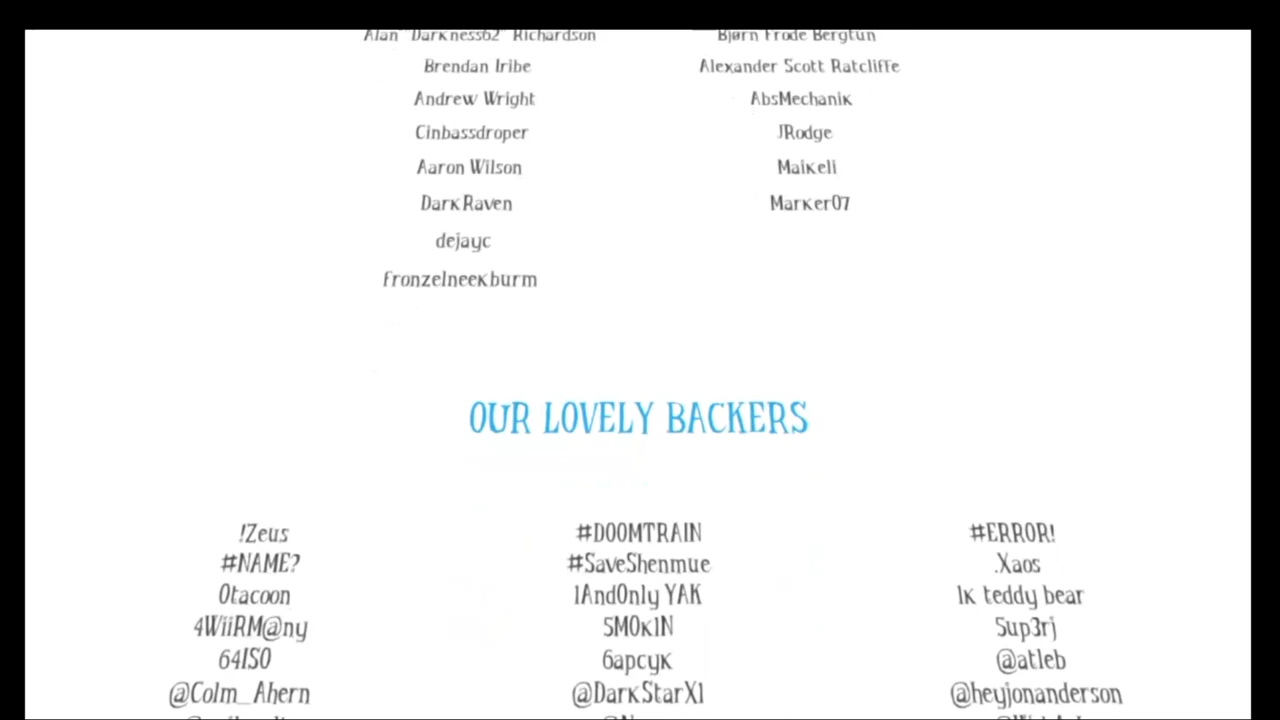 Alan "Darkness62" Richardson Bjørn Frode Bergtun
Brendan Iribe Alexander Scott Ratcliffe
Andrew Wright AbsMechanik
Cinbassdroper JRodge
Aaron Wilson Maikeli
DarkRaven Marker07
dejayc
fronzelneekburm
OUR LOVELY BACKERS
!Zeus #DOOMTRAIN #ERROR!
#NAME? #SaveShenmue .Xaos
0tacoon 1AndOnly YAK 1k teddy bear
4WiiRM@ny 5M0k1N 5up3rj
64ISO 6apcyk @atleb
@Colm_Ahern @DarkStarX1 @heyjonanderson